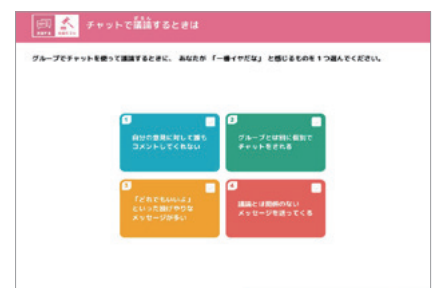 チャットで議論するときは
グループでチャットを使って議論するときに、あなたが「一番イヤだな」と感じるものを1つ選んでください。
1
自分の意見に対して誰も
コメントしてくれない
2
グループとは別に個別で
チャットをされる
3
「どれでもいいよ」
といった投げやりな
メッセージが多い
4
議論とは関係のない
メッセージを送ってくる